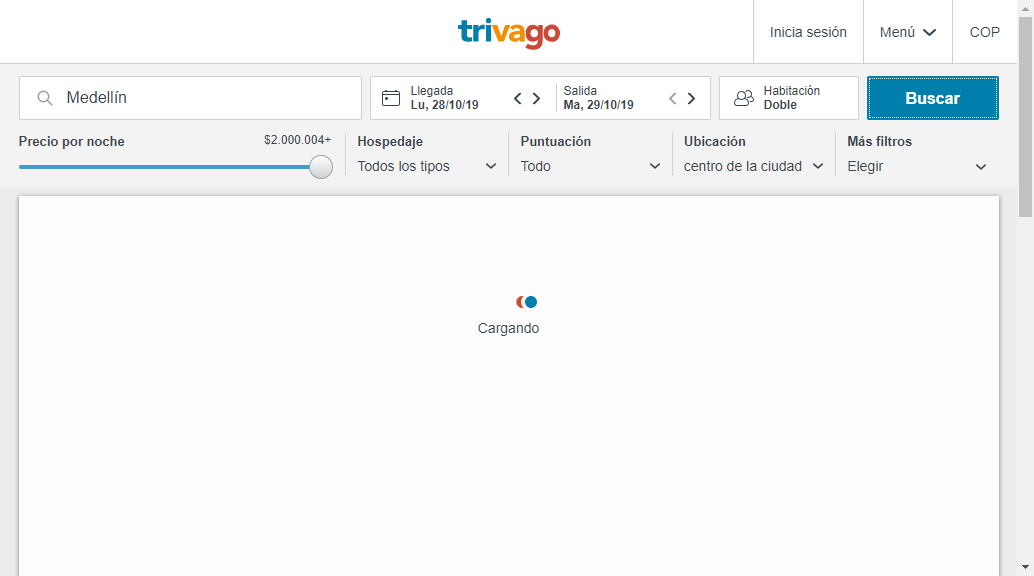 trivago
Inicia sesión
Menú
COP
Medellín
Llegada
Lu, 28/10/19
Salida
Ma, 29/10/19
Habitación
Doble
Buscar
Precio por noche
$2.000.004+
Hospedaje
Todos los tipos
Puntuación
Todo
Ubicación
centro de la ciudad
Más filtros
Elegir
Cargando